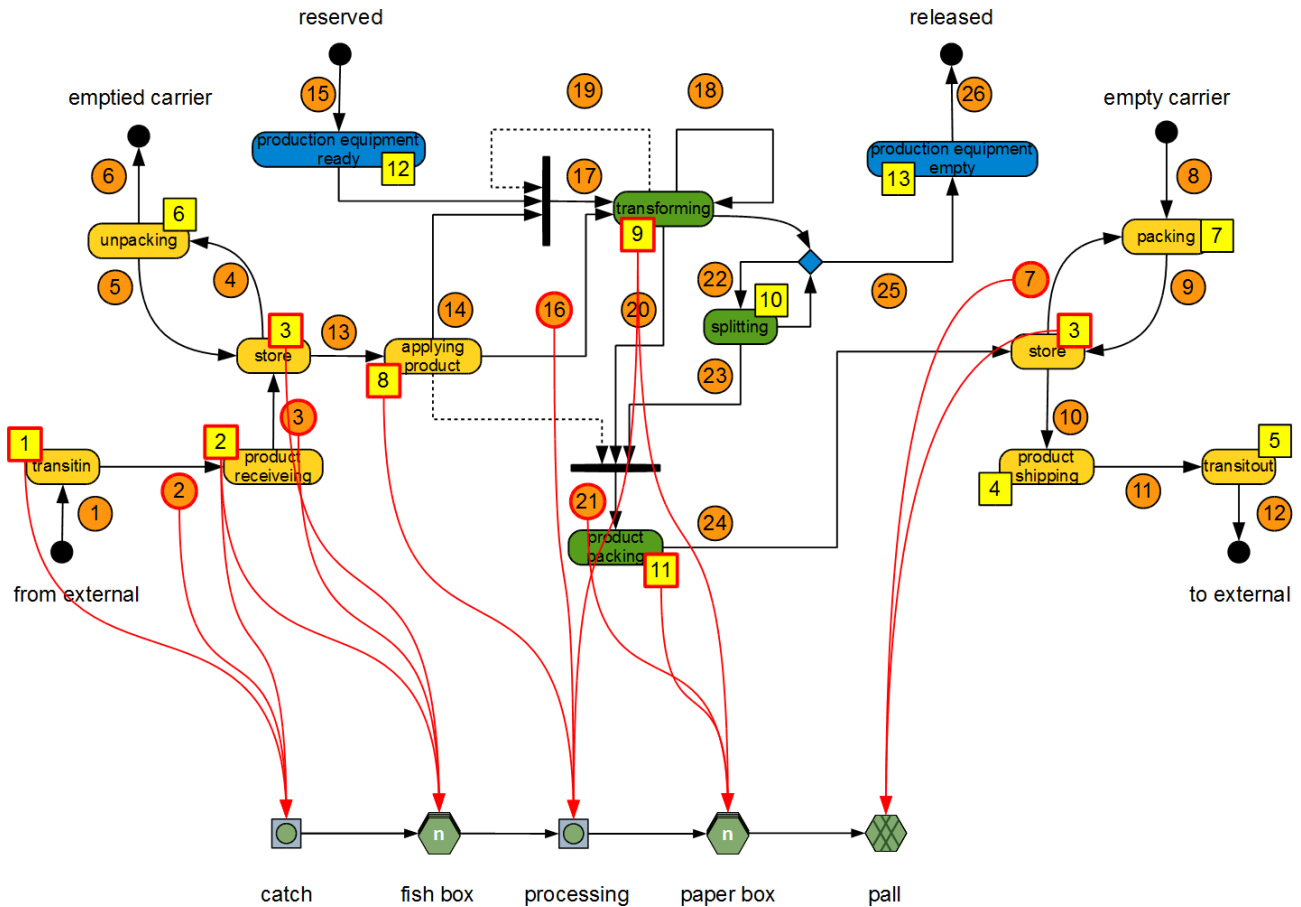 reserved
released
19
18
15
26
emptied carrier
empty carrier
production equipment
ready
12
production equipment
empty
13
6
17
8
6
unpacking
transforming
9
packing
7
5
4
20
22
10
25
7
9
16
3
store
13
14
splitting
3
store
applying
product
8
23
3
10
1
transitin
2
product
receiveing
product
shipping
4
5
transitout
2
1
21
24
11
12
product
packing
11
from external
to external
n
n
catch
fish box
processing
paper box
pall